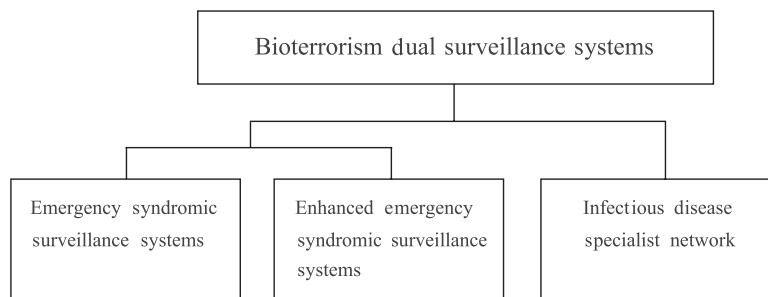 Bioterrorism dual surveillance systems
Emergency syndromic
surveillance systems
Enhanced emergency
syndromic surveillance
systems
Infectious disease
specialist network